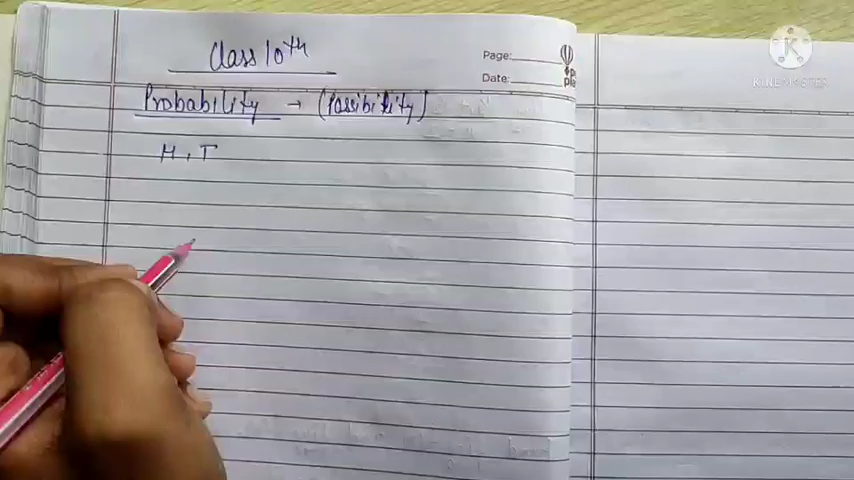 Class 10th
Page:
Date:
Probability → (Possibility)
H, T
KINEMASTER